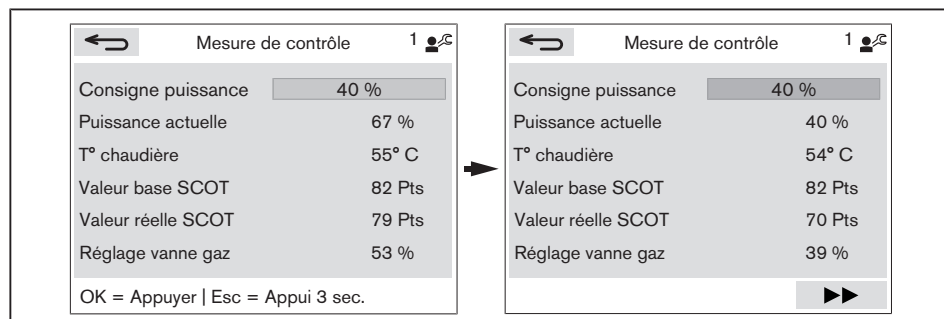 Mesure de contrôle 1
Consigne puissance 40 %
Puissance actuelle 67 %
T° chaudière 55° C
Valeur base SCOT 82 Pts
Valeur réelle SCOT 79 Pts
Réglage vanne gaz 53 %
OK = Appuyer | Esc = Appui 3 sec.
Mesure de contrôle 1
Consigne puissance 40 %
Puissance actuelle 40 %
T° chaudière 54° C
Valeur base SCOT 82 Pts
Valeur réelle SCOT 70 Pts
Réglage vanne gaz 39 %